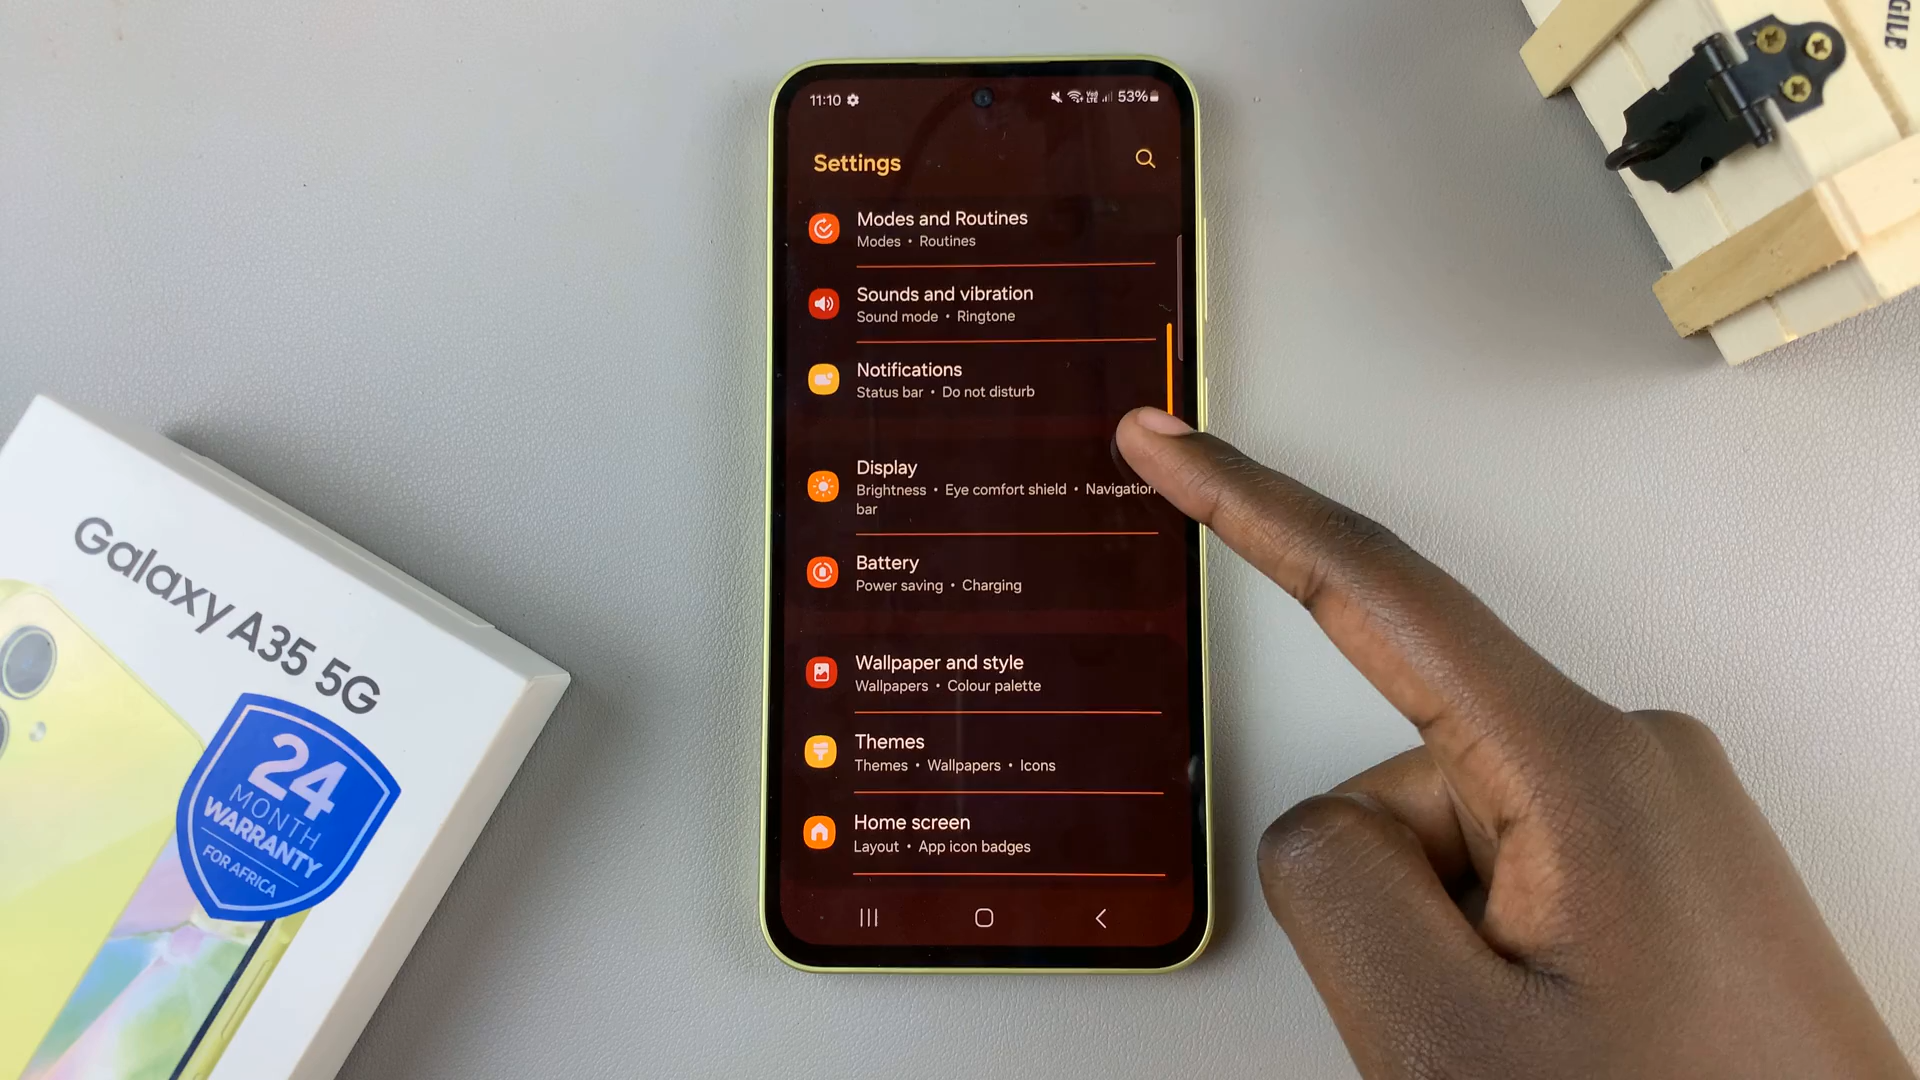 11:10
53%
Settings
Modes and Routines
Modes • Routines
Sounds and vibration
Sound mode • Ringtone
Notifications
Status bar • Do not disturb
Display
Brightness • Eye comfort shield • Navigation
bar
Battery
Power saving • Charging
Wallpaper and style
Wallpapers • Colour palette
Themes
Themes • Wallpapers • Icons
Home screen
Layout • App icon badges
Galaxy A35 5G
24
MONTH
WARRANTY
FOR AFRICA
GILE